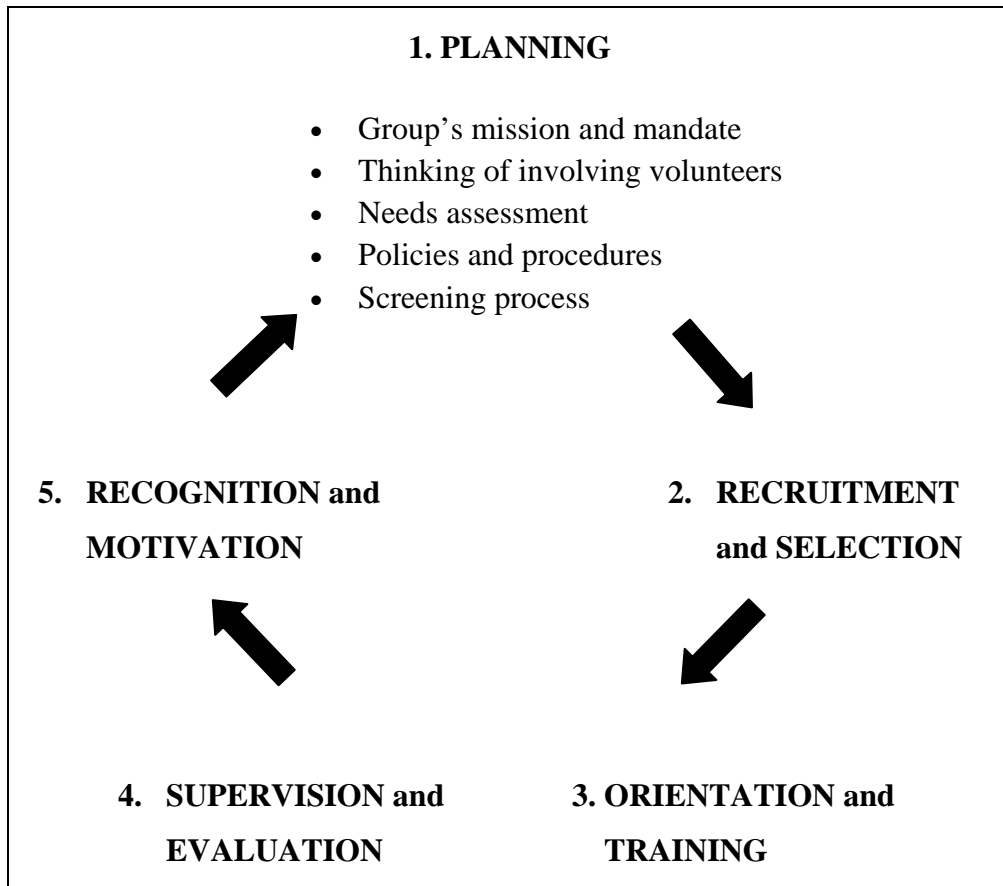 1. PLANNING
• Group’s mission and mandate
• Thinking of involving volunteers
• Needs assessment
• Policies and procedures
• Screening process
5. RECOGNITION and
MOTIVATION
2. RECRUITMENT
and SELECTION
4. SUPERVISION and
EVALUATION
3. ORIENTATION and
TRAINING